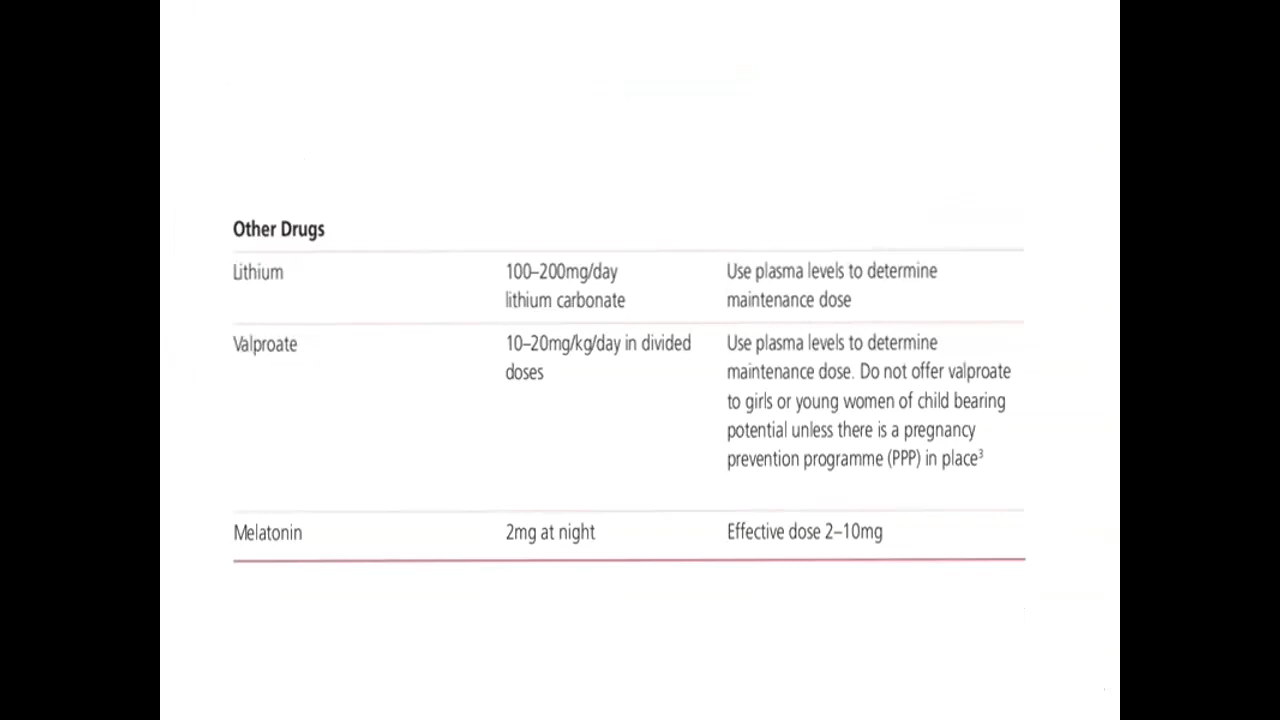 Other Drugs
Lithium 100–200mg/day Use plasma levels to determine
lithium carbonate maintenance dose
Valproate 10–20mg/kg/day in divided Use plasma levels to determine
doses maintenance dose. Do not offer valproate
to girls or young women of child bearing
potential unless there is a pregnancy
prevention programme (PPP) in place³
Melatonin 2mg at night Effective dose 2–10mg